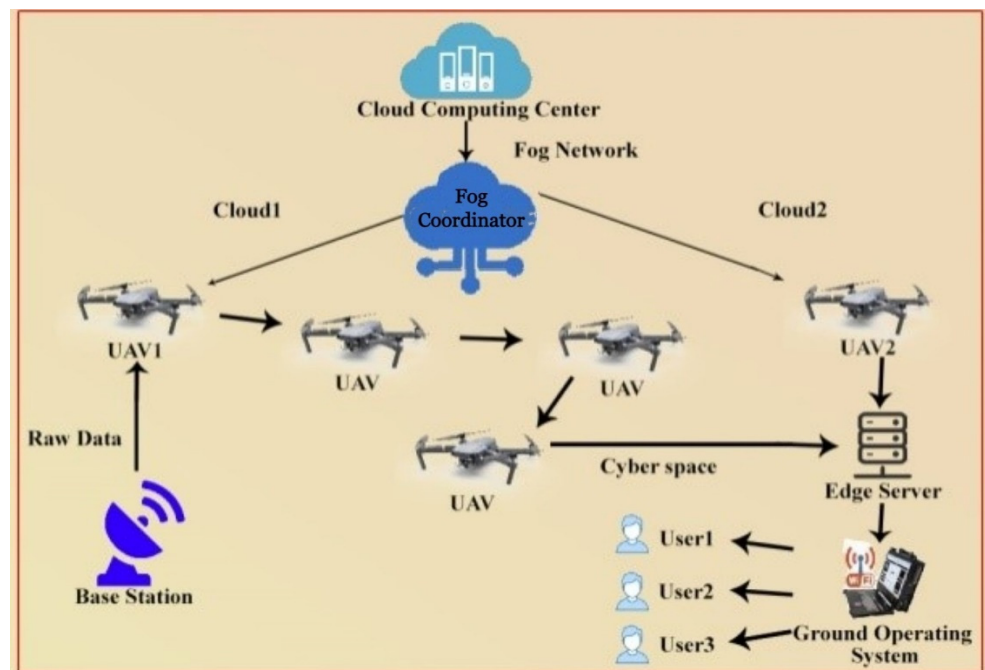 Cloud Computing Center
Fog Network
Fog
Coordinator
Cloud1
Cloud2
UAV1
UAV
UAV
UAV2
Raw Data
UAV
Cyber space
Edge Server
Base Station
User1
User2
User3
WiFi
Ground Operating
System